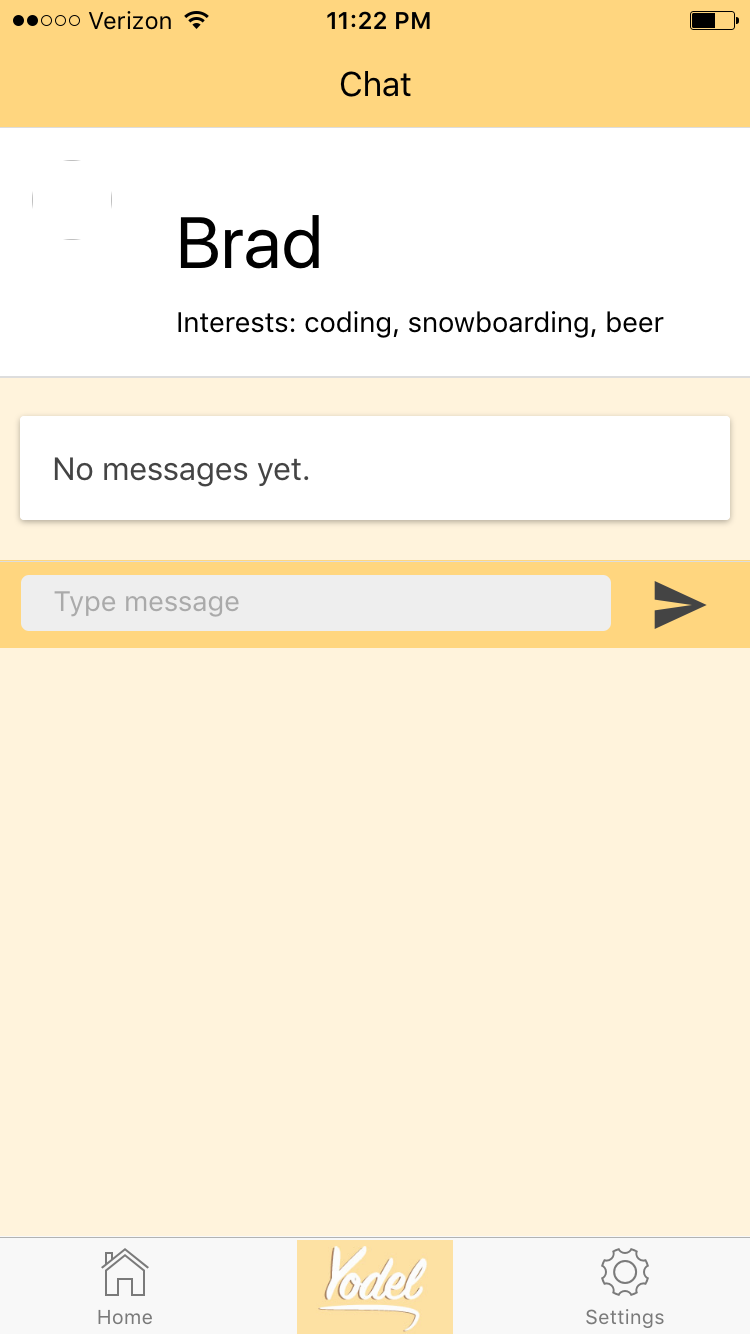 Verizon 11:22 PM
Chat
Brad
Interests: coding, snowboarding, beer
No messages yet.
Type message
Yodel
Home Settings